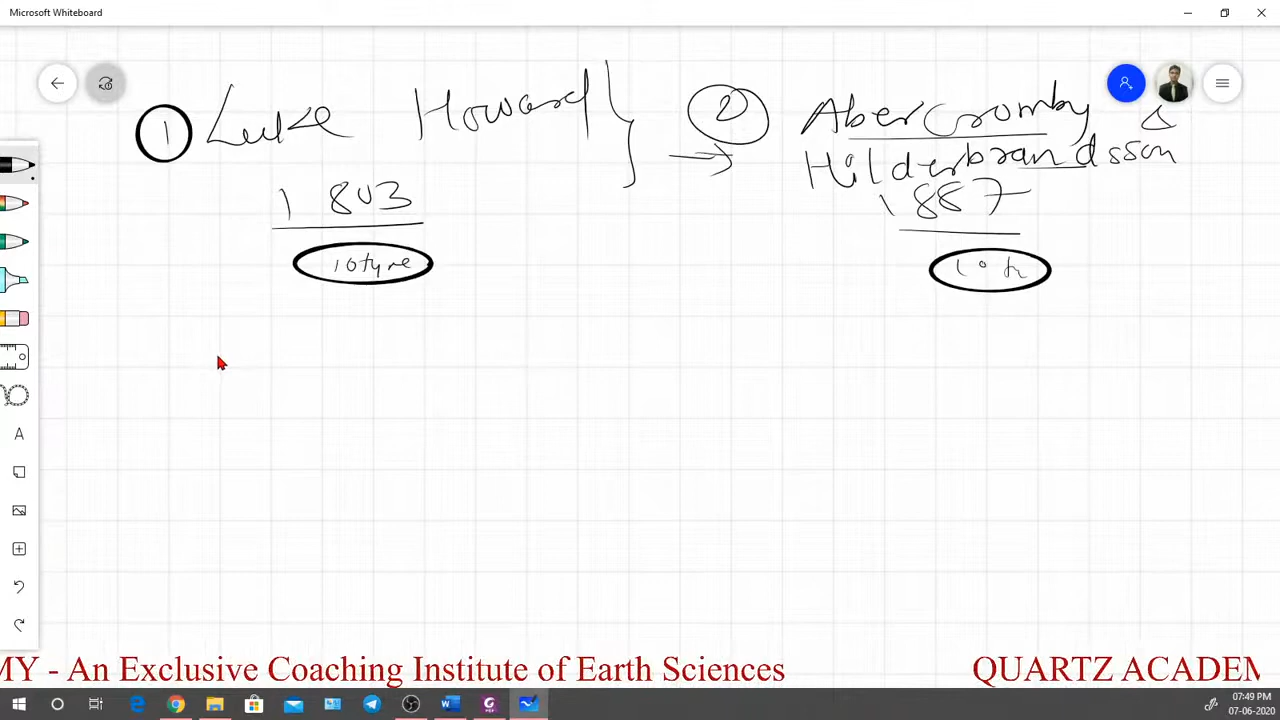 Microsoft Whiteboard
1 Luke Howard
1803
10 type
2 Abercromby &
Hilderbrandsson
1887
10 ty
A
MY - An Exclusive Coaching Institute of Earth Sciences QUARTZ ACADEM
07:49 PM
07-06-2020